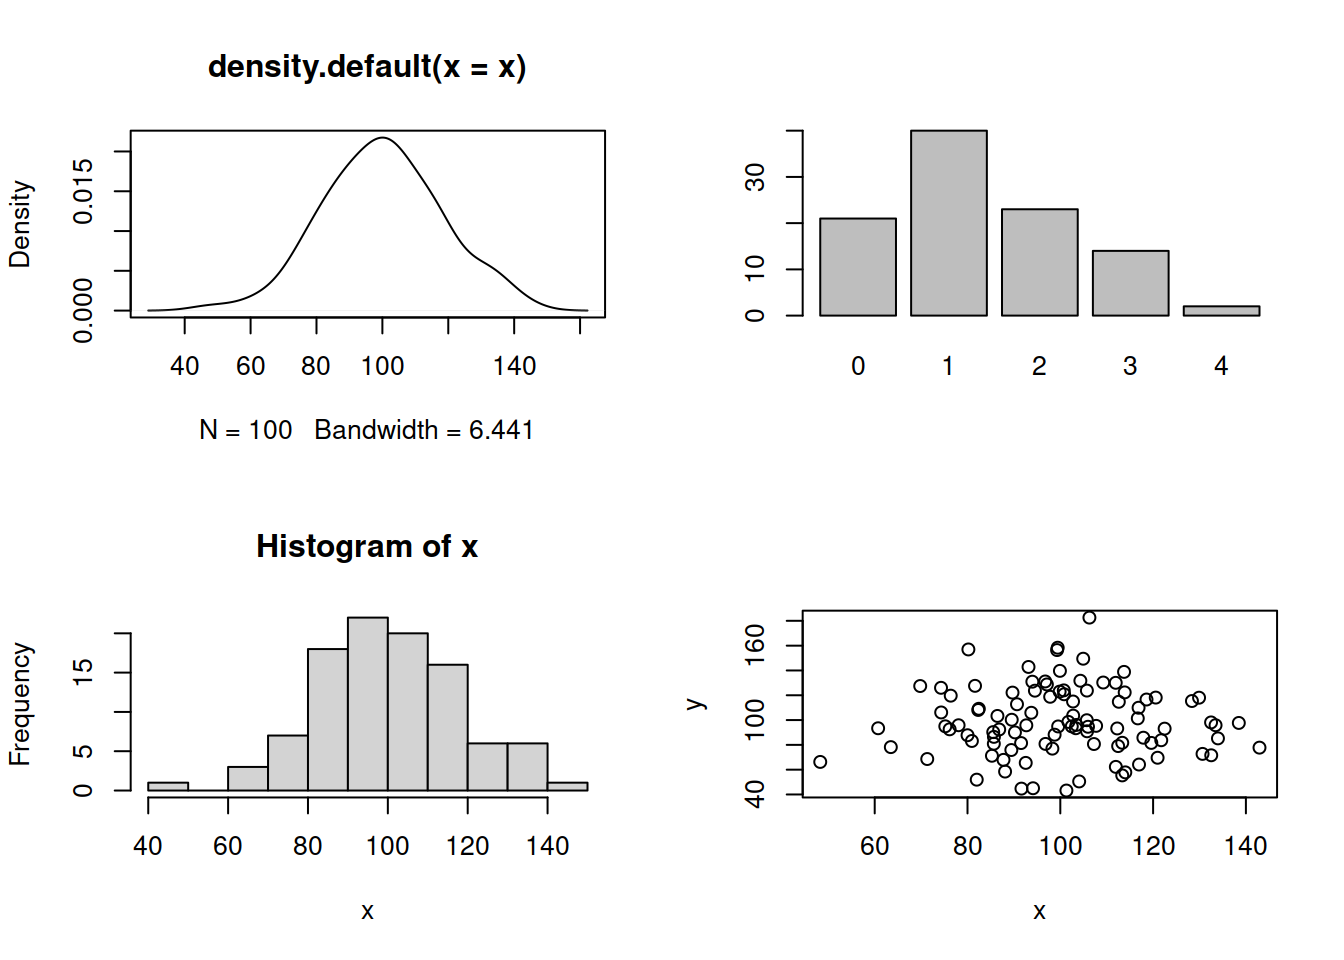 density.default(x = x)
Density
0.000
0.015
40 60 80 100 140
N = 100 Bandwidth = 6.441
0
10
30
0 1 2 3 4
Histogram of x
Frequency
0
5
15
40 60 80 100 120 140
x
y
40
100
160
60 80 100 120 140
x